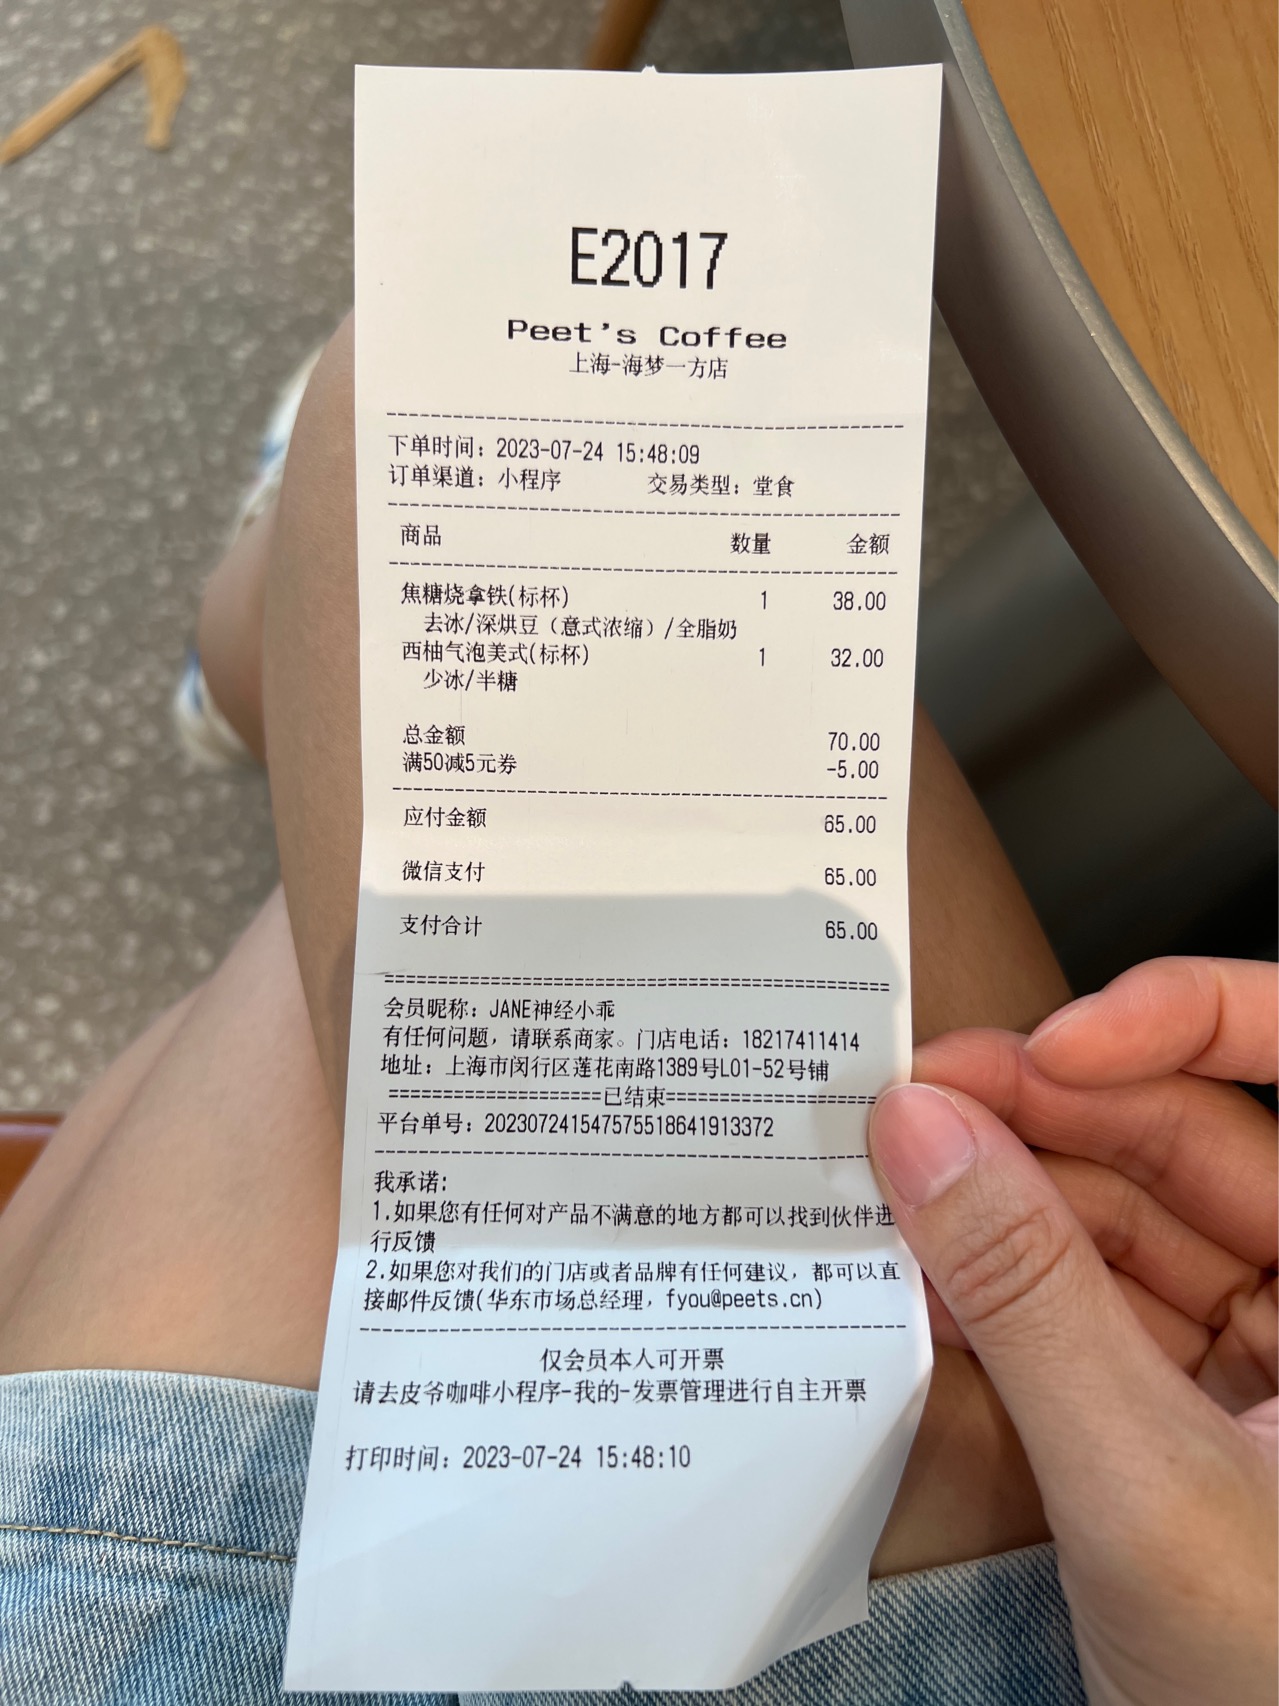 E2017
Peet's Coffee
上海-海梦一方店
下单时间：2023-07-24 15:48:09
订单渠道：小程序 交易类型：堂食
商品 数量 金额
焦糖烧拿铁(标杯) 1 38.00
去冰/深烘豆（意式浓缩）/全脂奶
西柚气泡美式(标杯) 1 32.00
少冰/半糖
总金额 70.00
满50减5元券 -5.00
应付金额 65.00
微信支付 65.00
支付合计 65.00
会员昵称：JANE神经小乖
有任何问题，请联系商家。门店电话：18217411414
地址：上海市闵行区莲花南路1389号L01-52号铺
====================已结束====================
平台单号：202307241547575518641913372
我承诺:
1.如果您有任何对产品不满意的地方都可以找到伙伴进
行反馈
2.如果您对我们的门店或者品牌有任何建议，都可以直
接邮件反馈(华东市场总经理，fyou@peets.cn)
仅会员本人可开票
请去皮爷咖啡小程序-我的-发票管理进行自主开票
打印时间：2023-07-24 15:48:10